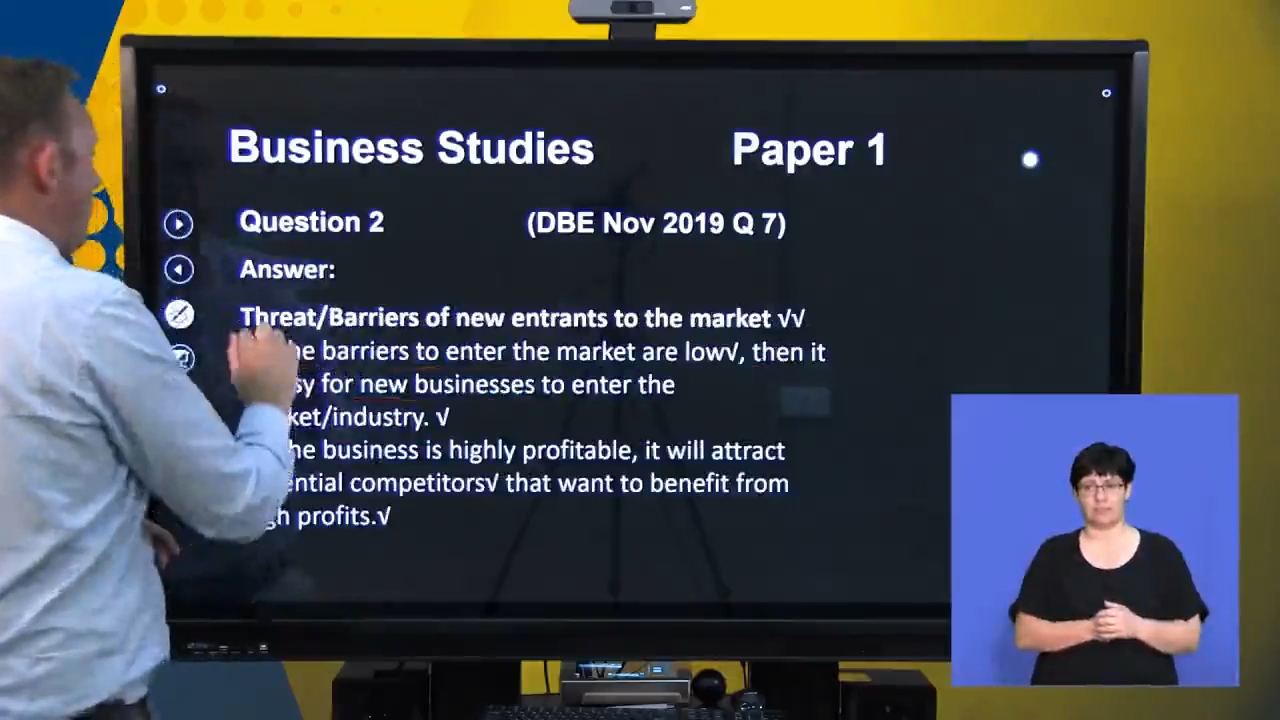 Business Studies Paper 1
Question 2 (DBE Nov 2019 Q 7)
Answer:
Threat/Barriers of new entrants to the market √√
he barriers to enter the market are low√, then it
sy for new businesses to enter the
ket/industry. √
he business is highly profitable, it will attract
ential competitors√ that want to benefit from
gh profits.√